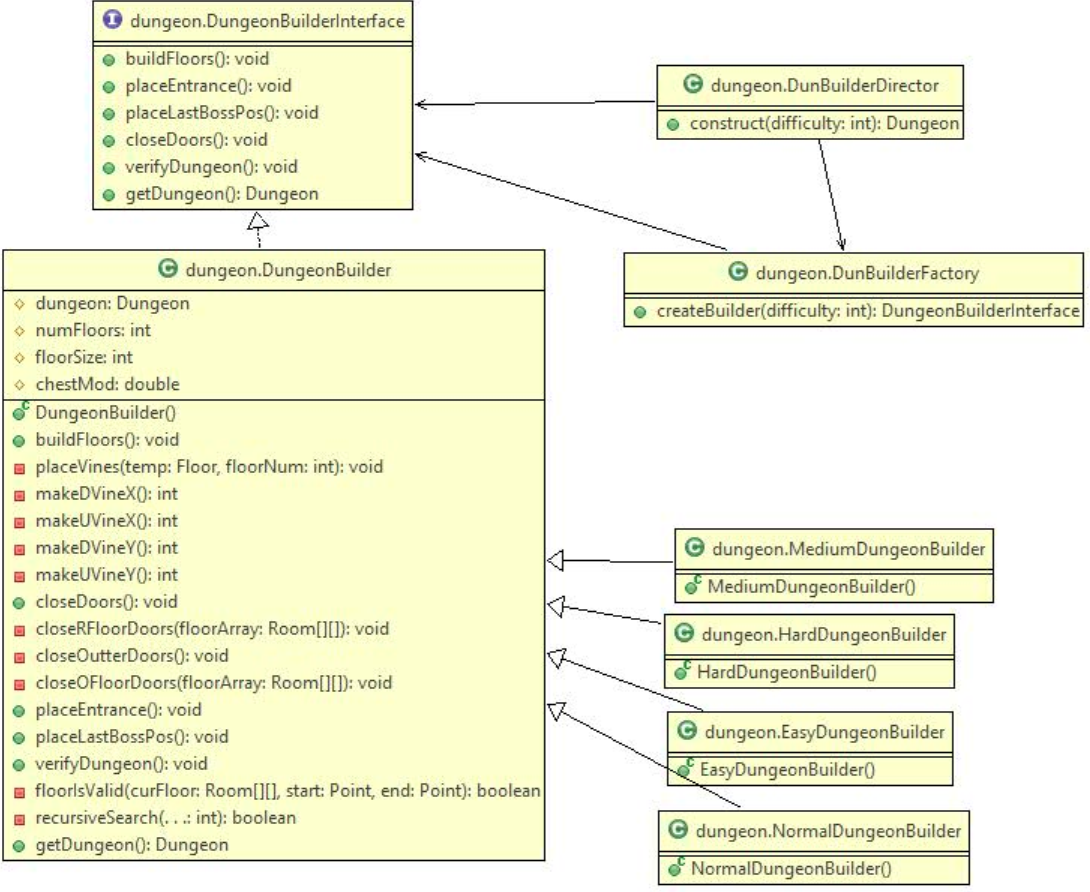 I dungeon.DungeonBuilderInterface
buildFloors(): void
placeEntrance(): void
placeLastBossPos(): void
closeDoors(): void
verifyDungeon(): void
getDungeon(): Dungeon
C dungeon.DunBuilderDirector
construct(difficulty: int): Dungeon
C dungeon.DunBuilderFactory
createBuilder(difficulty: int): DungeonBuilderInterface
C dungeon.DungeonBuilder
dungeon: Dungeon
numFloors: int
floorSize: int
chestMod: double
C DungeonBuilder()
buildFloors(): void
placeVines(temp: Floor, floorNum: int): void
makeDVineX(): int
makeUVineX(): int
makeDVineY(): int
makeUVineY(): int
closeDoors(): void
closeRFloorDoors(floorArray: Room[][]): void
closeOutterDoors(): void
closeOFloorDoors(floorArray: Room[][]): void
placeEntrance(): void
placeLastBossPos(): void
verifyDungeon(): void
floorIsValid(curFloor: Room[][], start: Point, end: Point): boolean
recursiveSearch(. . .: int): boolean
getDungeon(): Dungeon
C dungeon.MediumDungeonBuilder
C MediumDungeonBuilder()
C dungeon.HardDungeonBuilder
C HardDungeonBuilder()
C dungeon.EasyDungeonBuilder
C EasyDungeonBuilder()
C dungeon.NormalDungeonBuilder
C NormalDungeonBuilder()